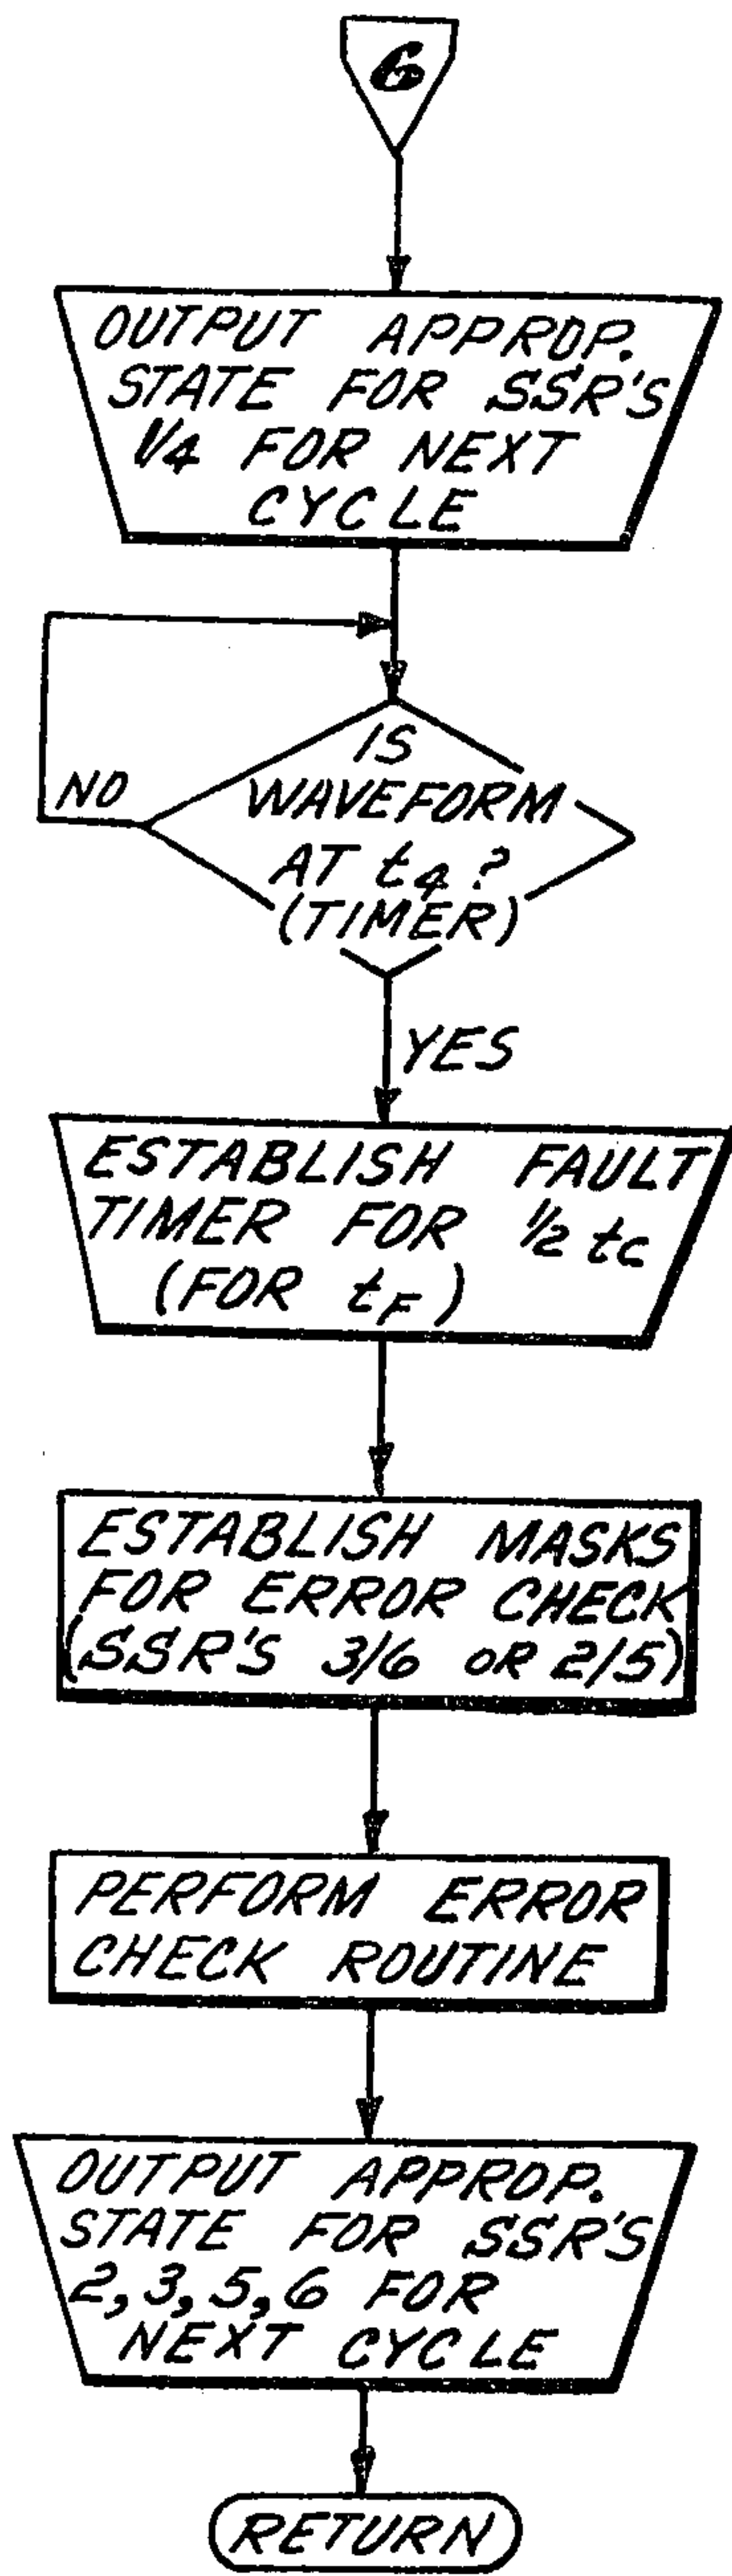 6
OUTPUT APPROP.
STATE FOR SSR'S
1/4 FOR NEXT
CYCLE
IS
WAVEFORM
AT t4?
(TIMER)
NO
YES
ESTABLISH FAULT
TIMER FOR 1/2 tc
(FOR tF)
ESTABLISH MASKS
FOR ERROR CHECK
(SSR'S 3/6 OR 2/5)
PERFORM ERROR
CHECK ROUTINE
OUTPUT APPROP.
STATE FOR SSR'S
2,3,5,6 FOR
NEXT CYCLE
RETURN